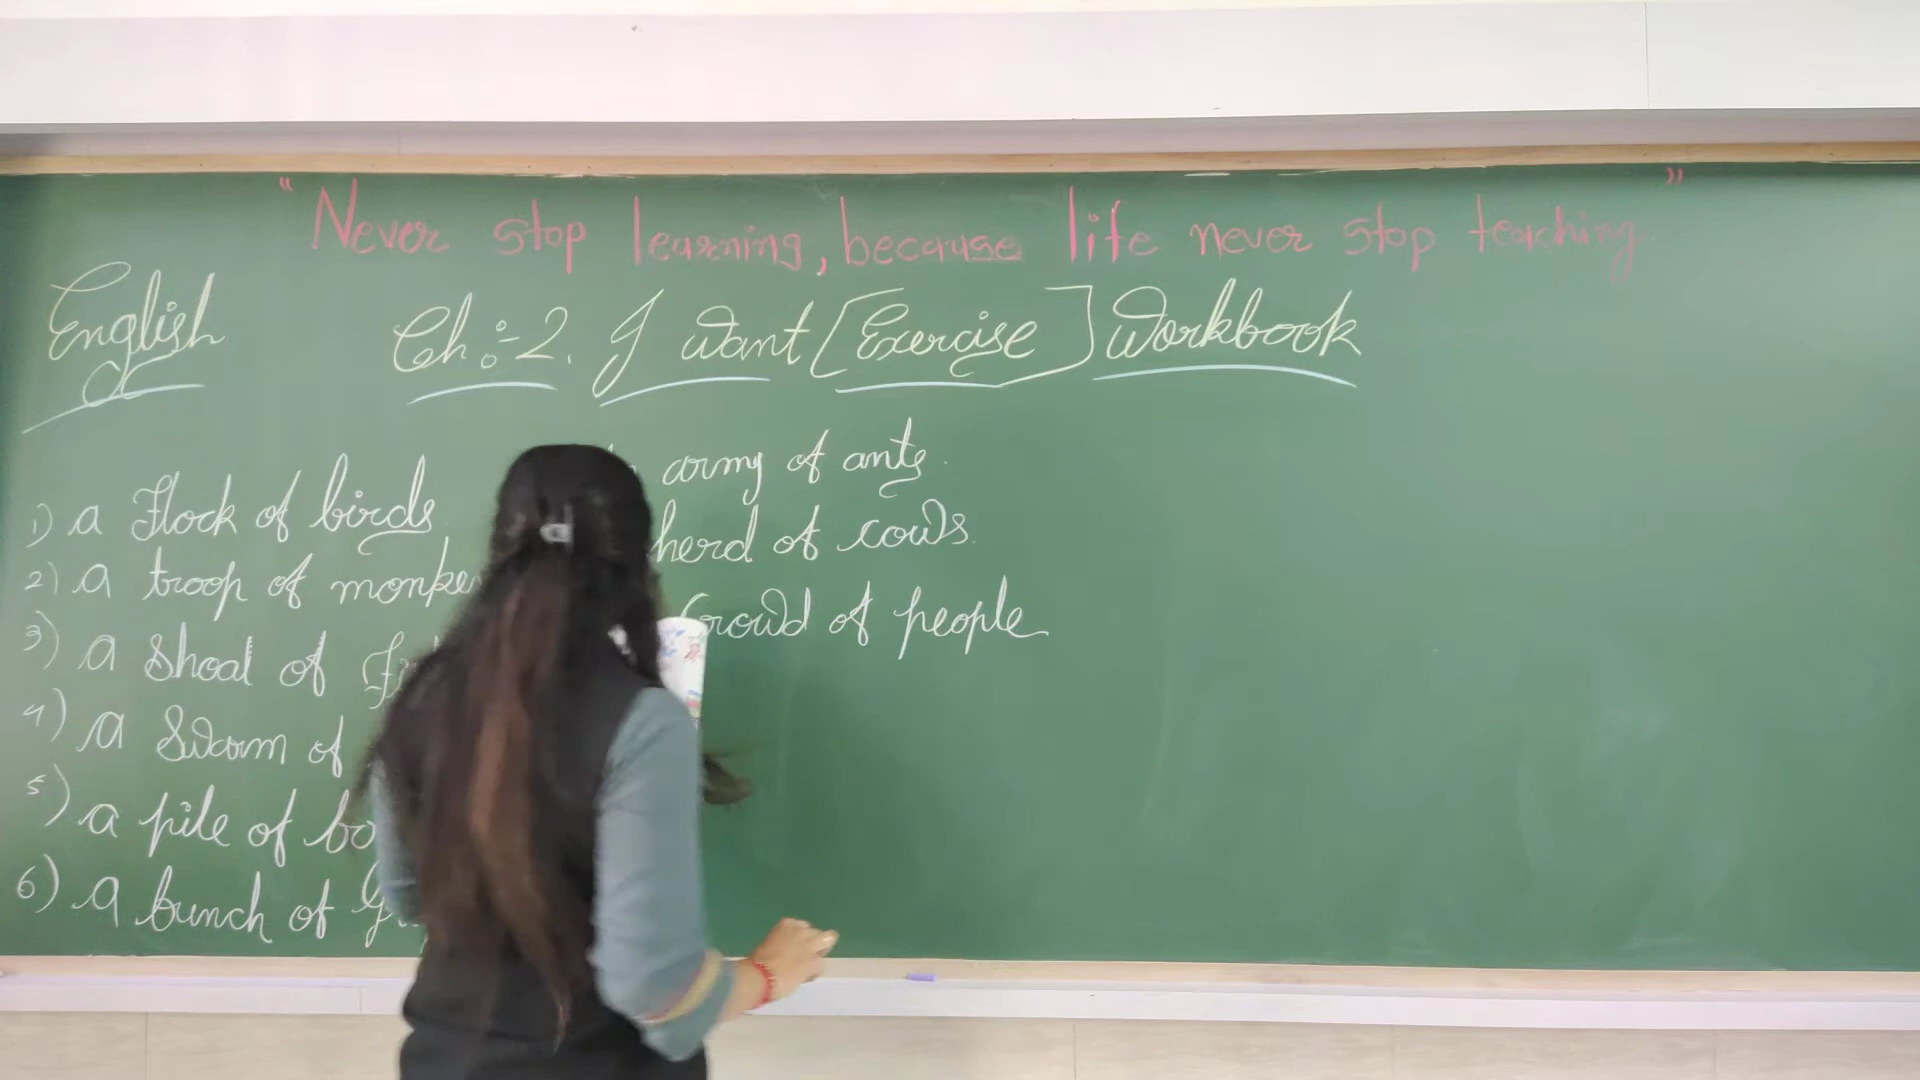 "Never stop learning, because life never stop teaching."
English
Ch:-2. I want [Exercise] Workbook
1) a Flock of birds
2) a troop of
3) a Shoal of
4) a Swarm of
5) a pile of
6) a bunch of
army of ants.
herd of cows.
Crowd of people